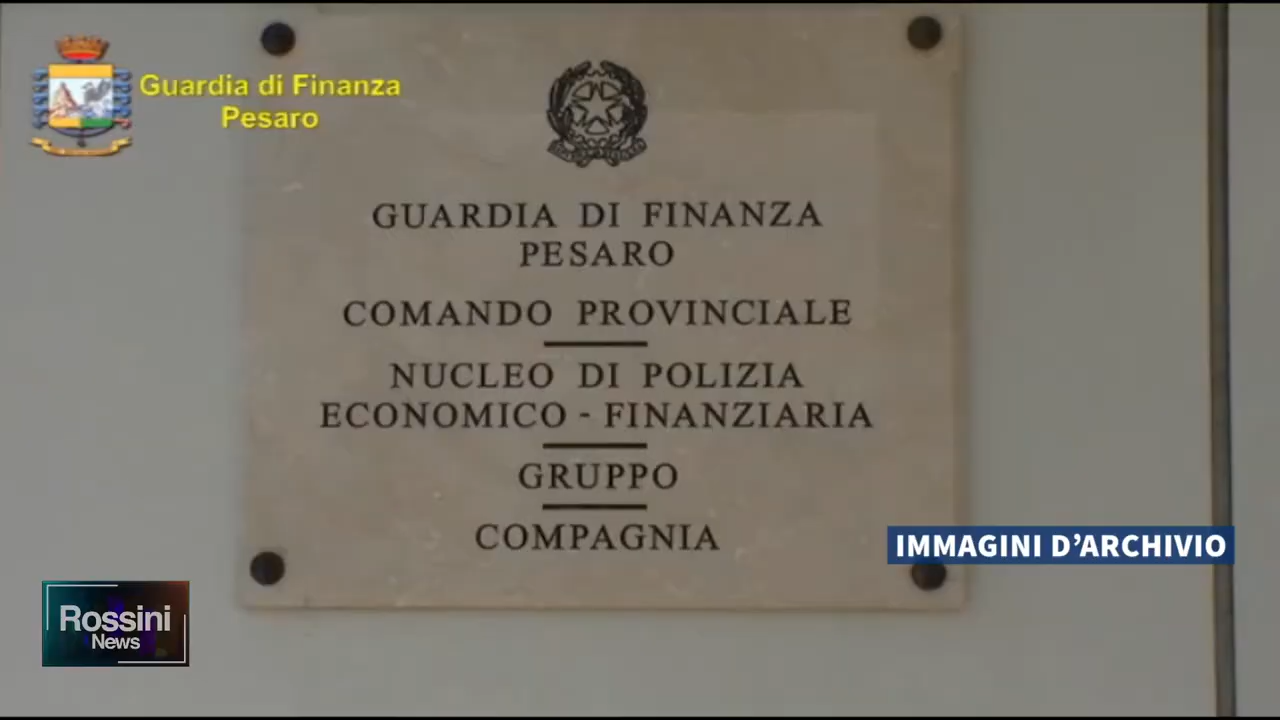 Guardia di Finanza
Pesaro
GUARDIA DI FINANZA
PESARO
COMANDO PROVINCIALE
NUCLEO DI POLIZIA
ECONOMICO - FINANZIARIA
GRUPPO
COMPAGNIA
IMMAGINI D'ARCHIVIO
Rossini
News